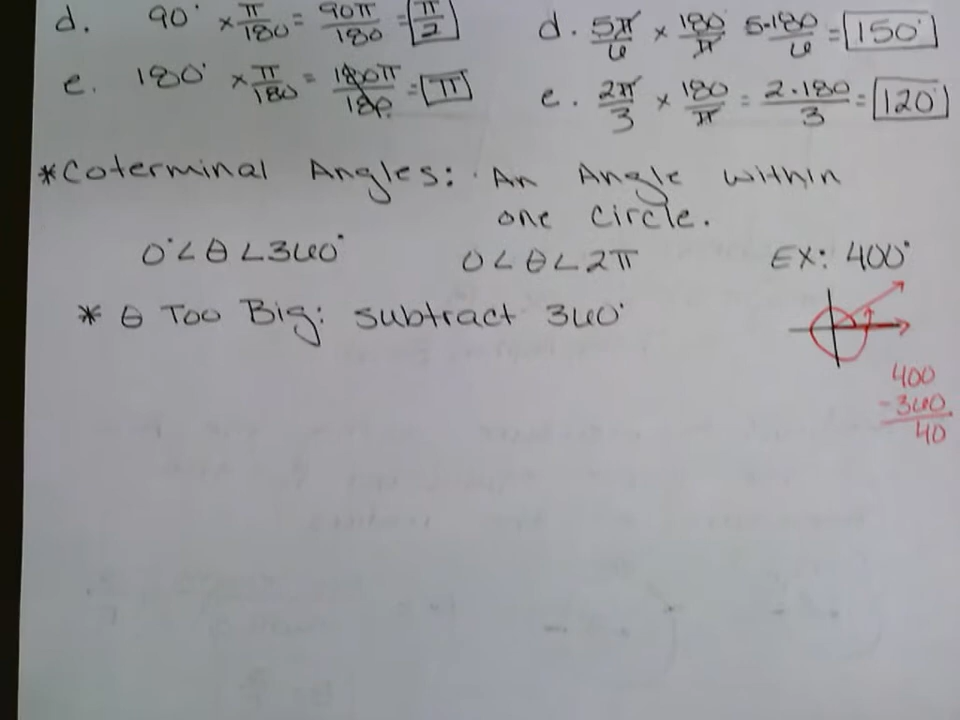 d. 90° × π/180 = 90π/180 = π/2
e. 180° × π/180 = 180π/180 = π
d. 5π/6 × 180/π 5·180/6 = 150°
e. 2π/3 × 180/π = 2·180/3 = 120°
*Coterminal Angles: An Angle within
one circle.
0° < θ < 360° 0 < θ < 2π EX: 400°
* θ Too Big: subtract 360°
400
-360
40